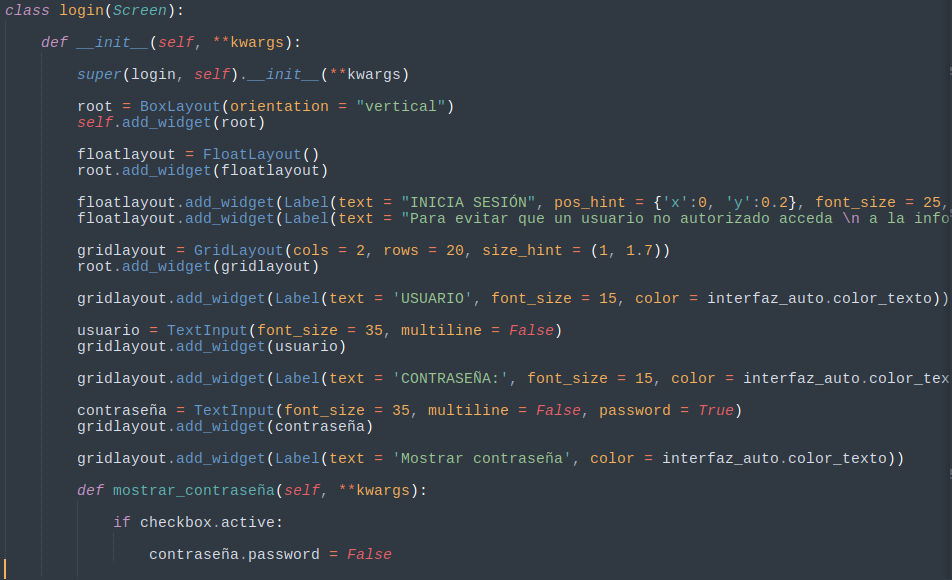 class login(Screen):
def __init__(self, **kwargs):
super(login, self).__init__(**kwargs)
root = BoxLayout(orientation = "vertical")
self.add_widget(root)
floatlayout = FloatLayout()
root.add_widget(floatlayout)
floatlayout.add_widget(Label(text = "INICIA SESIÓN", pos_hint = {'x':0, 'y':0.2}, font_size = 25,
floatlayout.add_widget(Label(text = "Para evitar que un usuario no autorizado acceda \n a la info
gridlayout = GridLayout(cols = 2, rows = 20, size_hint = (1, 1.7))
root.add_widget(gridlayout)
gridlayout.add_widget(Label(text = 'USUARIO', font_size = 15, color = interfaz_auto.color_texto))
usuario = TextInput(font_size = 35, multiline = False)
gridlayout.add_widget(usuario)
gridlayout.add_widget(Label(text = 'CONTRASEÑA:', font_size = 15, color = interfaz_auto.color_tex
contraseña = TextInput(font_size = 35, multiline = False, password = True)
gridlayout.add_widget(contraseña)
gridlayout.add_widget(Label(text = 'Mostrar contraseña', color = interfaz_auto.color_texto))
def mostrar_contraseña(self, **kwargs):
if checkbox.active:
contraseña.password = False